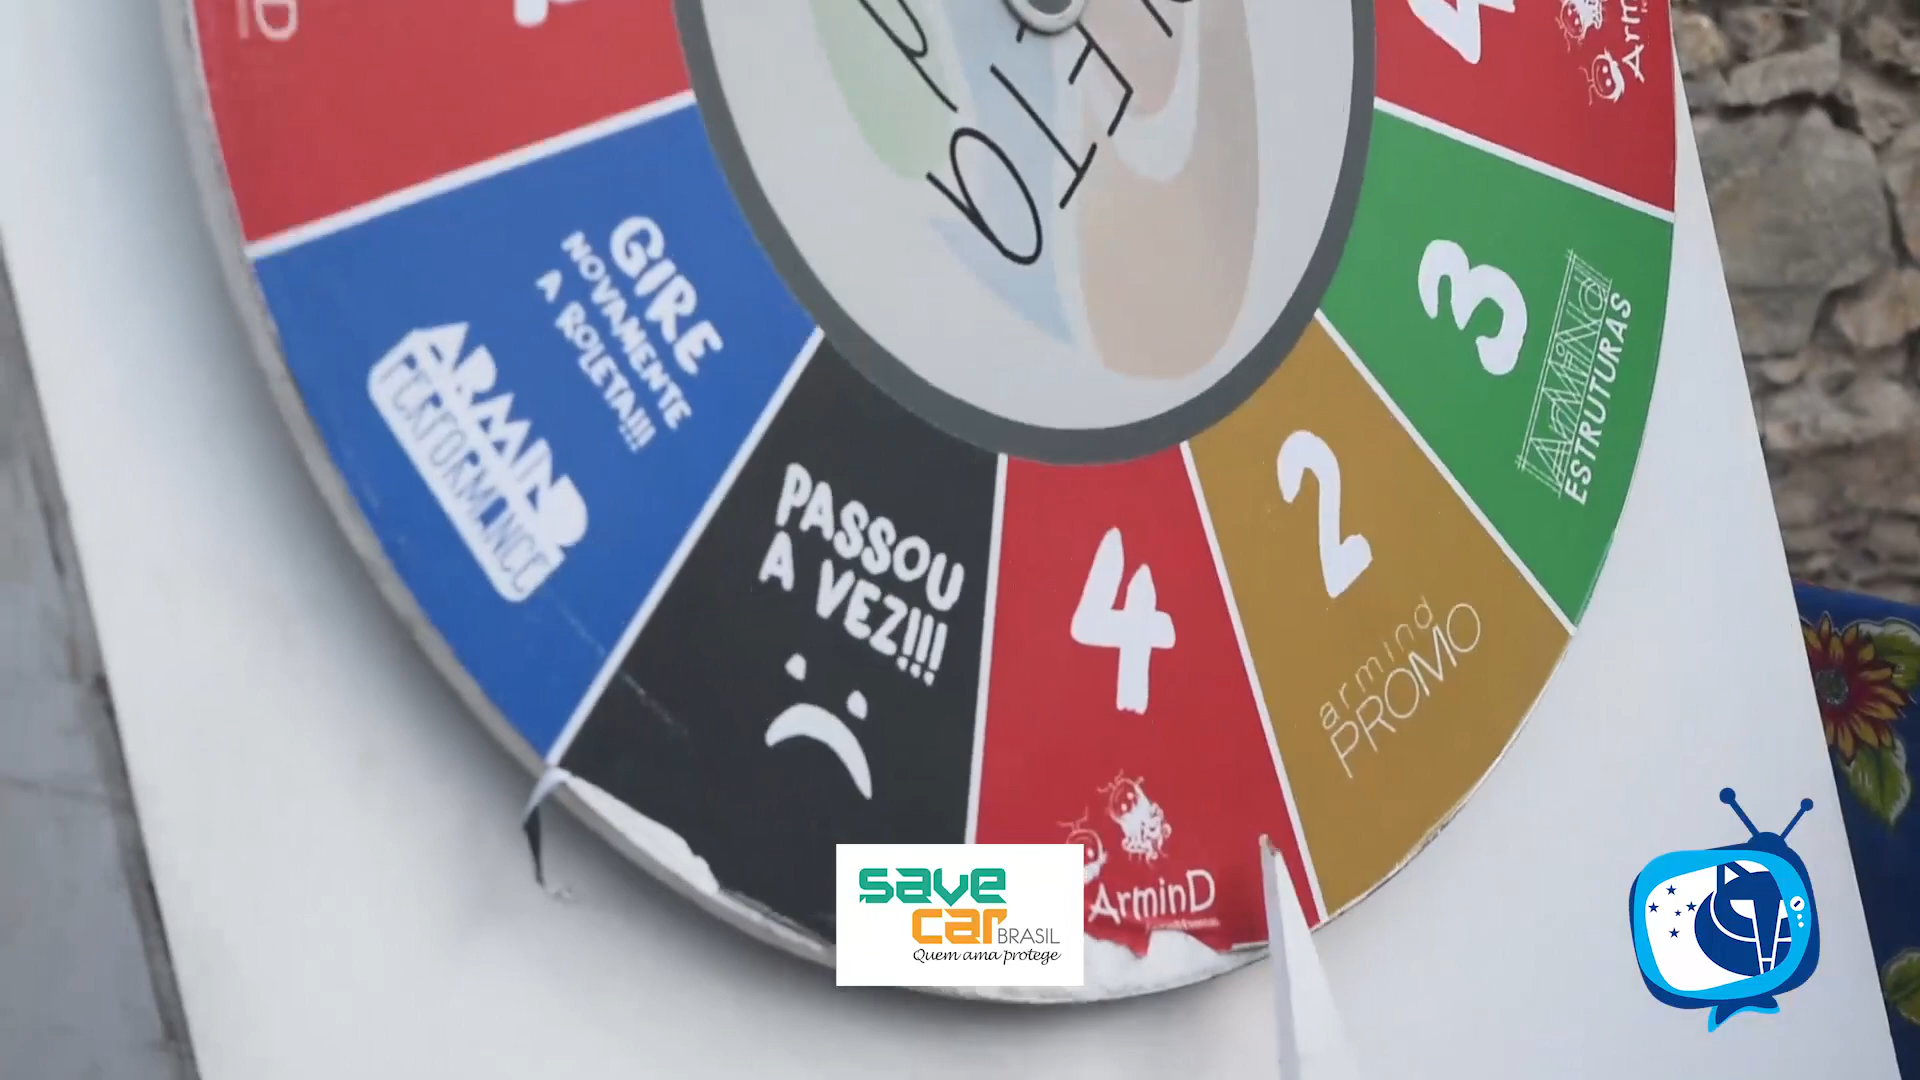 GIRE
NOVAMENTE
A ROLETA!!!
ARMIND
PERFORMANCE
PASSOU
A VEZ!!!
4
ArminD
2
armind
PROMO
3
ARMIND
ESTRUTURAS
4
save
car BRASIL
Quem ama protege